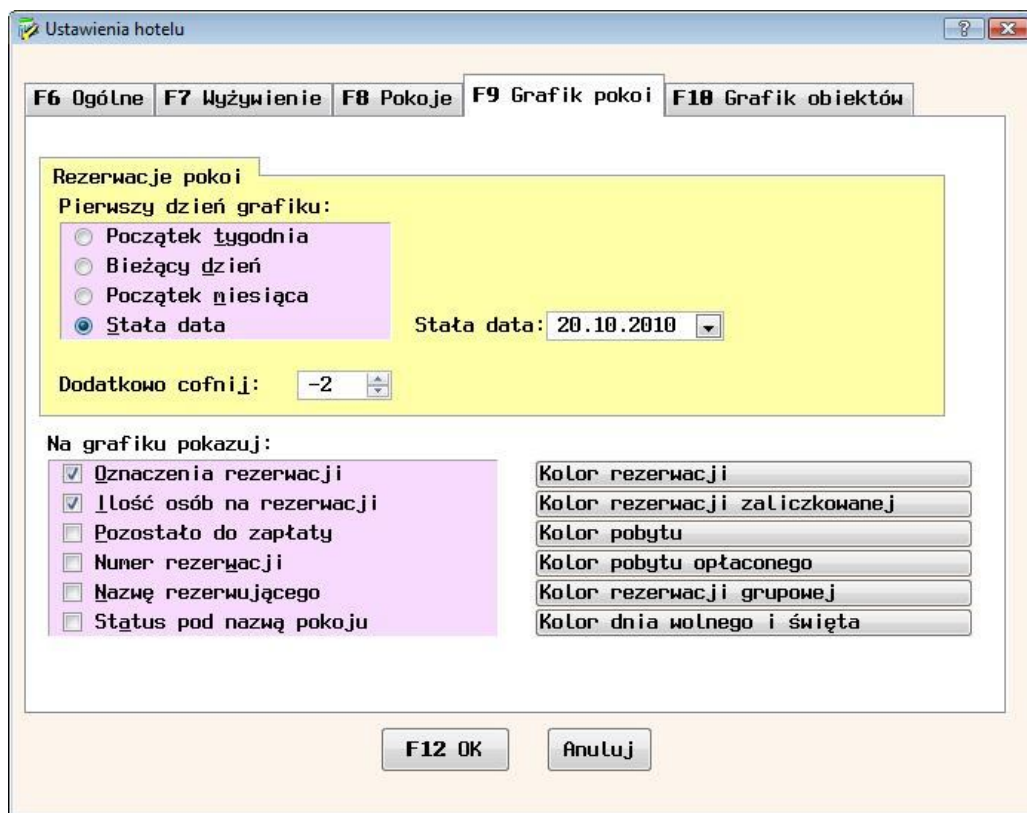 Ustawienia hotelu
F6 Ogólne F7 Wyżywienie F8 Pokoje F9 Grafik pokoi F10 Grafik obiektów
Rezerwacje pokoi
Pierwszy dzień grafiku:
Początek tygodnia
Bieżący dzień
Początek miesiąca
Stała data Stała data: 20.10.2010
Dodatkowo cofnij: -2
Na grafiku pokazuj:
Oznaczenia rezerwacji Kolor rezerwacji
Ilość osób na rezerwacji Kolor rezerwacji zaliczkowanej
Pozostało do zapłaty Kolor pobytu
Numer rezerwacji Kolor pobytu opłaconego
Nazwę rezerwującego Kolor rezerwacji grupowej
Status pod nazwą pokoju Kolor dnia wolnego i święta
F12 OK Anuluj